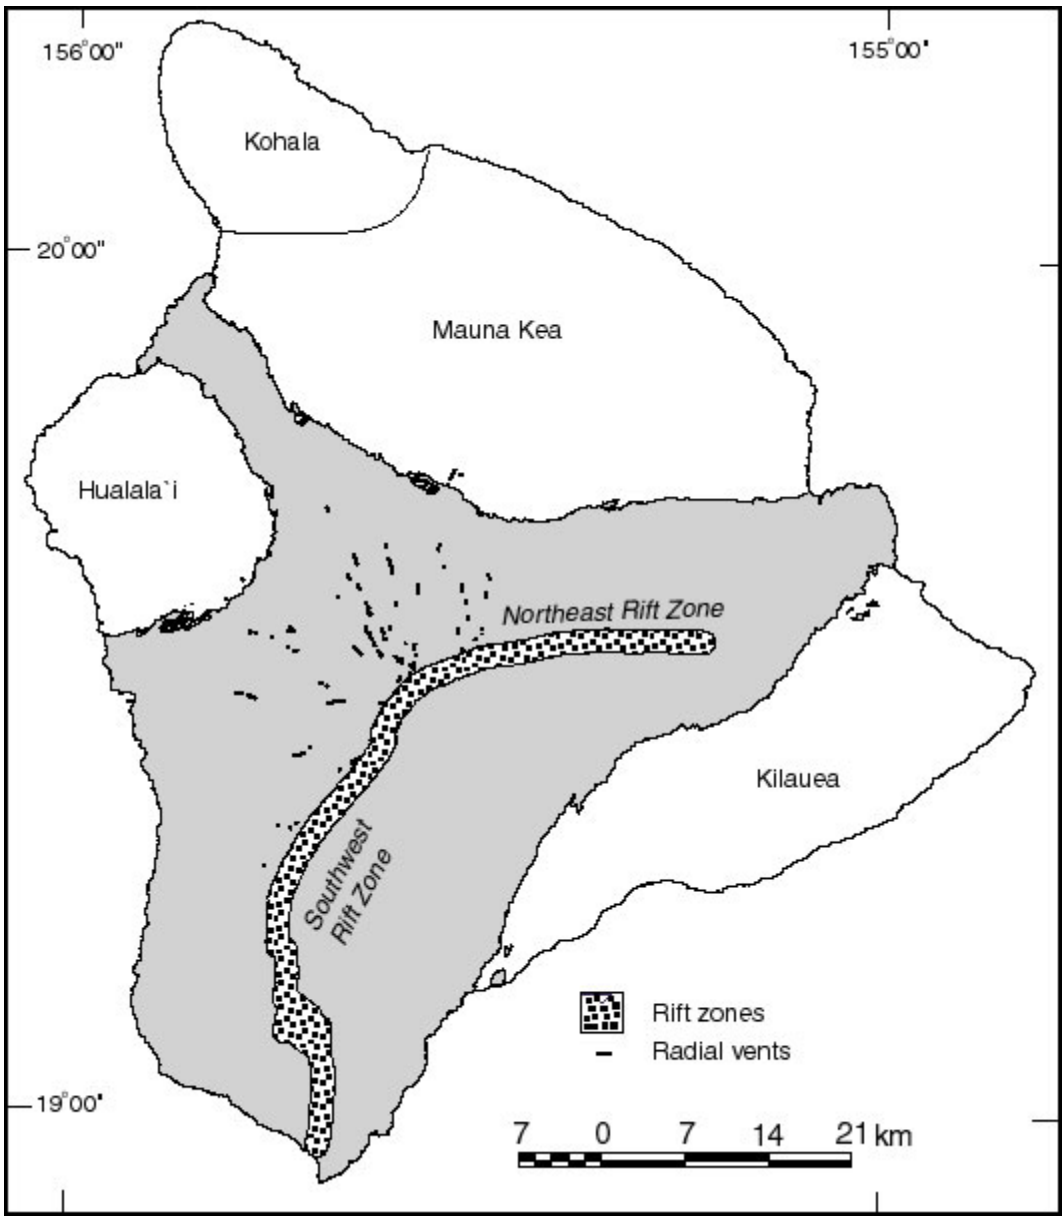 156°00"
155°00'
Kohala
20°00"
Mauna Kea
Hualala`i
Northeast Rift Zone
Kilauea
Southwest
Rift Zone
Rift zones
Radial vents
19°00'
7 0 7 14 21 km